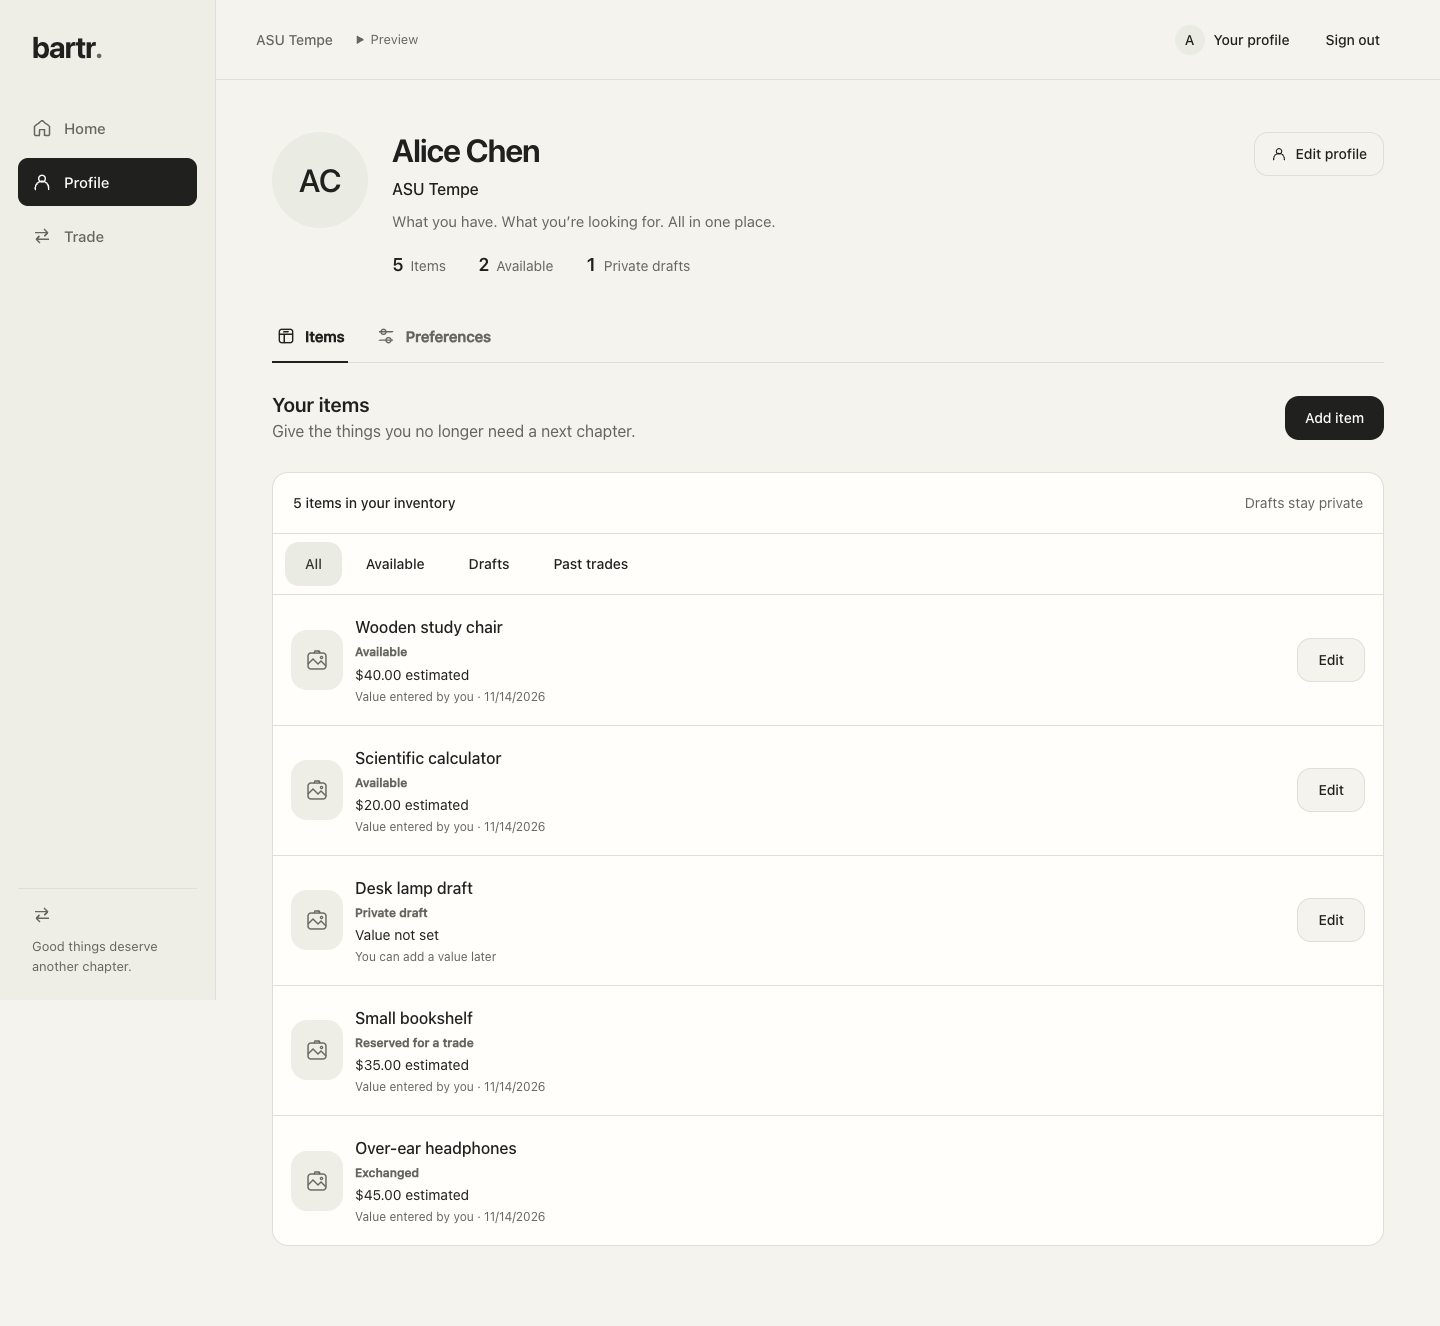 bartr.
ASU Tempe
Preview
A Your profile
Sign out
Home
Profile
Trade
AC
Alice Chen
ASU Tempe
What you have. What you’re looking for. All in one place.
5 Items 2 Available 1 Private drafts
Edit profile
Items
Preferences
Your items
Give the things you no longer need a next chapter.
Add item
5 items in your inventory
Drafts stay private
All
Available
Drafts
Past trades
Wooden study chair
Available
$40.00 estimated
Value entered by you · 11/14/2026
Edit
Scientific calculator
Available
$20.00 estimated
Value entered by you · 11/14/2026
Edit
Desk lamp draft
Private draft
Value not set
You can add a value later
Edit
Small bookshelf
Reserved for a trade
$35.00 estimated
Value entered by you · 11/14/2026
Over-ear headphones
Exchanged
$45.00 estimated
Value entered by you · 11/14/2026
Good things deserve
another chapter.